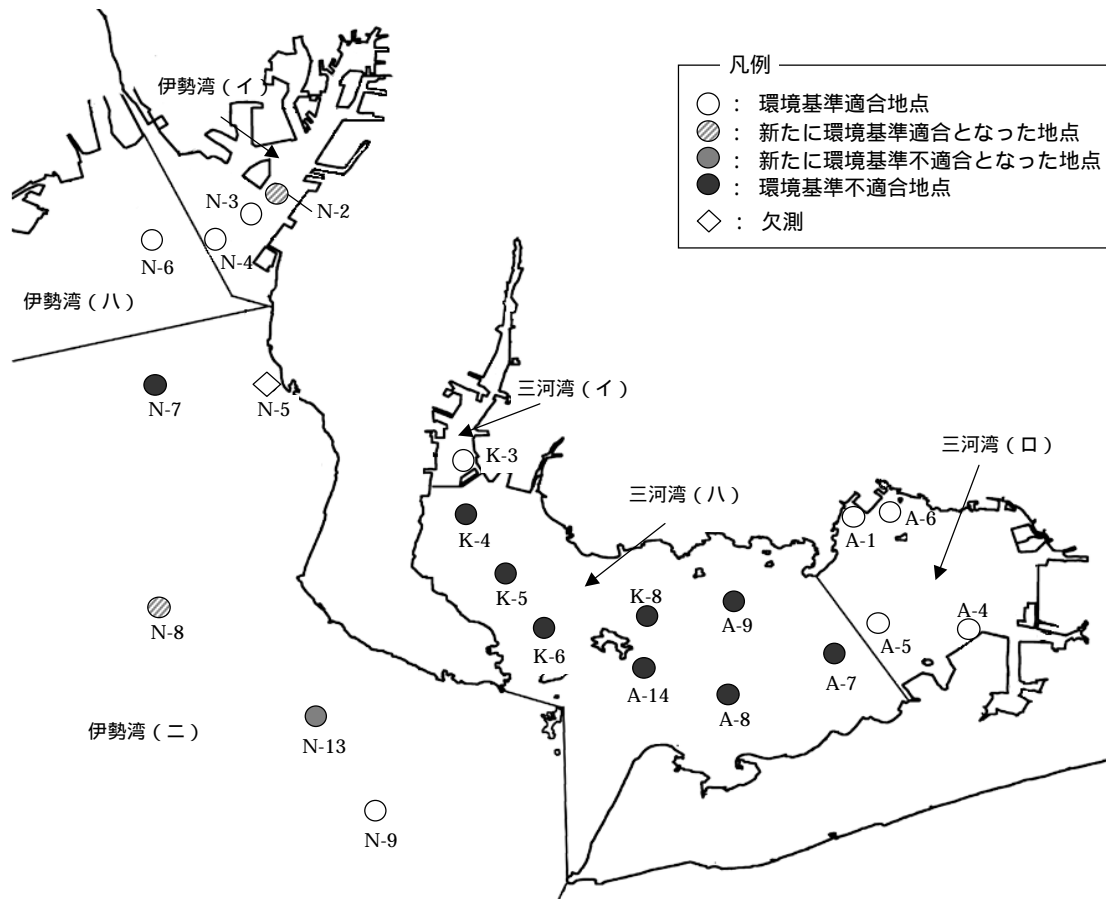 凡例
○ : 環境基準適合地点
: 新たに環境基準適合となった地点
: 新たに環境基準不適合となった地点
● : 環境基準不適合地点
◇ : 欠測
伊勢湾(イ)
N-3
N-2
N-6
N-4
伊勢湾(ハ)
N-7
N-5
三河湾(イ)
K-3
三河湾(ロ)
三河湾(ハ)
A-6
A-1
K-4
K-5
K-8
A-9
A-4
A-5
N-8
K-6
A-7
A-14
A-8
伊勢湾(ニ)
N-13
N-9